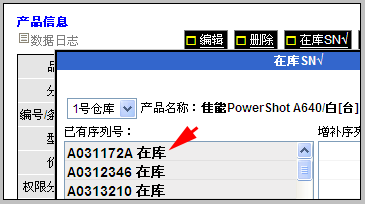 产品信息
数据日志
编辑 删除 在库SN√
在库SN√
编号/条
权限分
1号仓库 产品名称：佳能PowerShot A640/白[台]
已有序列号： 增补序列
A031172A 在库
A0312346 在库
A0313210 在库